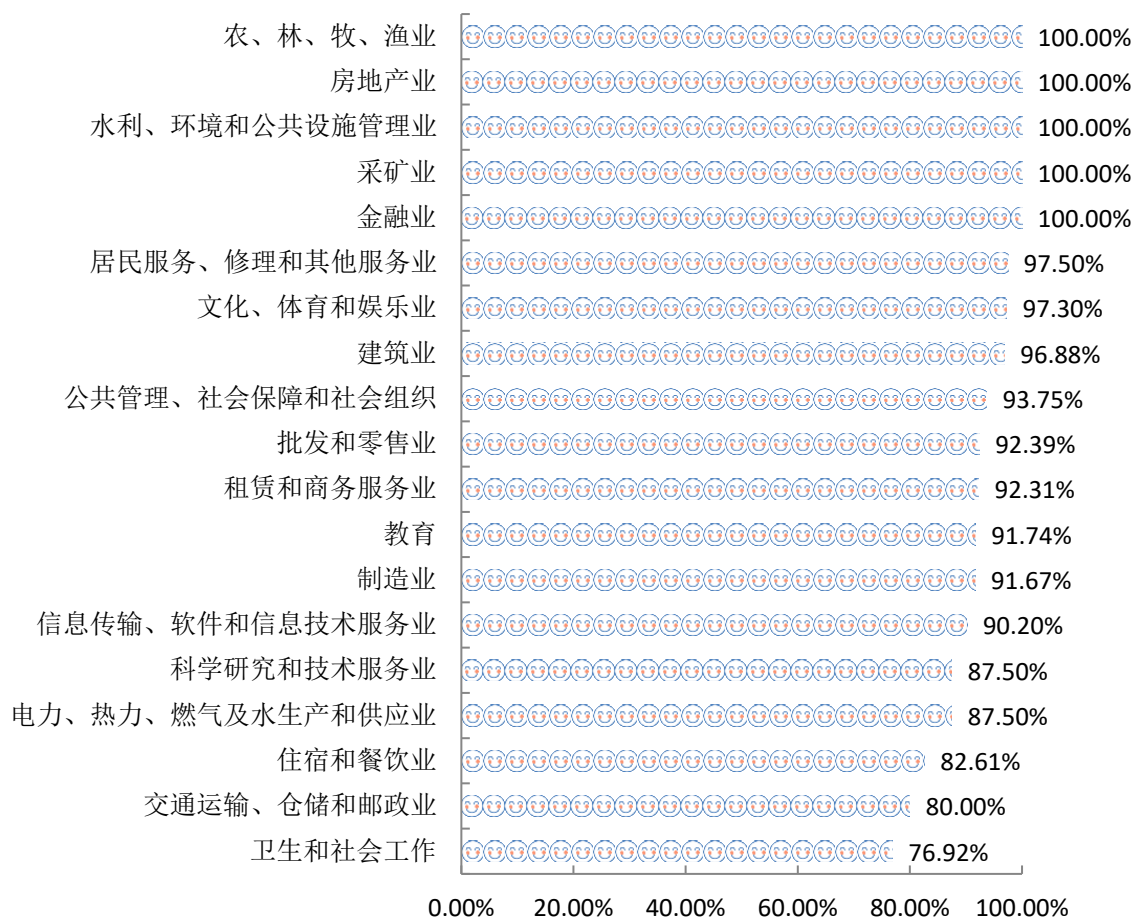 农、林、牧、渔业 100.00%
房地产业 100.00%
水利、环境和公共设施管理业 100.00%
采矿业 100.00%
金融业 100.00%
居民服务、修理和其他服务业 97.50%
文化、体育和娱乐业 97.30%
建筑业 96.88%
公共管理、社会保障和社会组织 93.75%
批发和零售业 92.39%
租赁和商务服务业 92.31%
教育 91.74%
制造业 91.67%
信息传输、软件和信息技术服务业 90.20%
科学研究和技术服务业 87.50%
电力、热力、燃气及水生产和供应业 87.50%
住宿和餐饮业 82.61%
交通运输、仓储和邮政业 80.00%
卫生和社会工作 76.92%
0.00% 20.00% 40.00% 60.00% 80.00% 100.00%